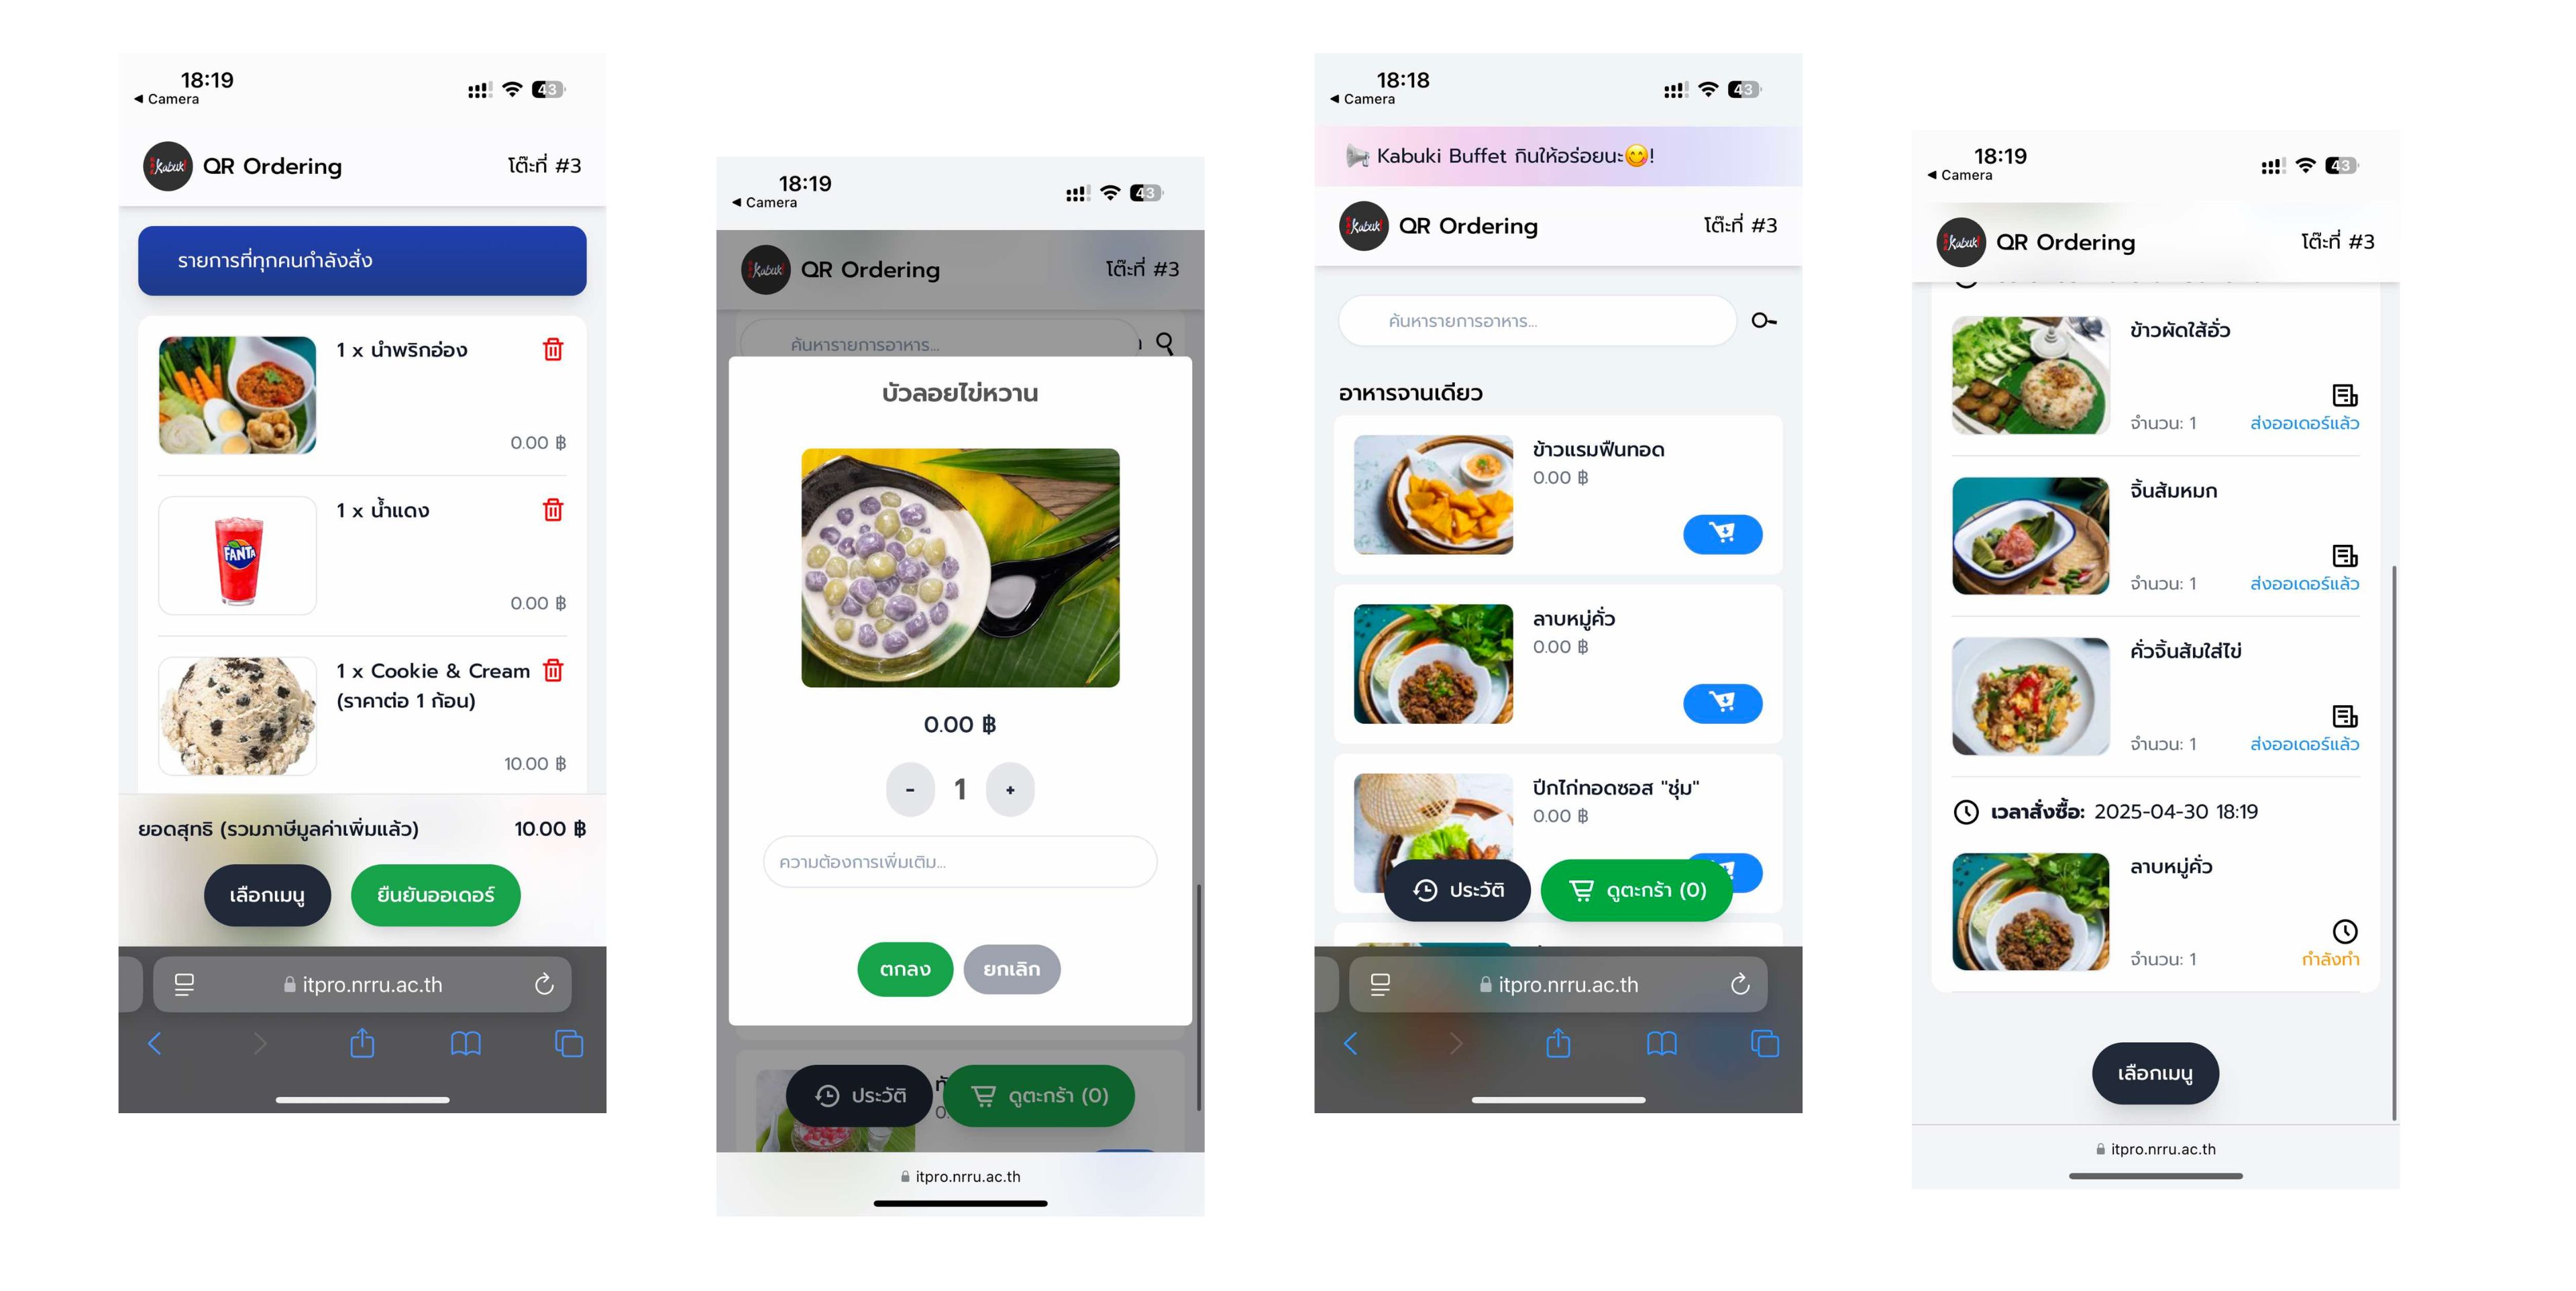 18:19
◀ Camera
43
Kabuki
QR Ordering
โต๊ะที่ #3
รายการที่ทุกคนกำลังสั่ง
1 x น้ำพริกอ่อง
0.00 ฿
1 x น้ำแดง
FANTA
0.00 ฿
1 x Cookie & Cream
(ราคาต่อ 1 ก้อน)
10.00 ฿
ยอดสุทธิ (รวมภาษีมูลค่าเพิ่มแล้ว)
10.00 ฿
เลือกเมนู
ยืนยันออเดอร์
itpro.nrru.ac.th
18:19
◀ Camera
43
Kabuki
QR Ordering
โต๊ะที่ #3
ค้นหารายการอาหาร...
บัวลอยไข่หวาน
0.00 ฿
- 1 +
ความต้องการเพิ่มเติม...
ตกลง
ยกเลิก
ประวัติ
ดูตะกร้า (0)
itpro.nrru.ac.th
18:18
◀ Camera
43
Kabuki Buffet กินให้อร่อยนะ😋!
Kabuki
QR Ordering
โต๊ะที่ #3
ค้นหารายการอาหาร...
อาหารจานเดียว
ข้าวแรมฟืนทอด
0.00 ฿
ลาบหมู่คั่ว
0.00 ฿
ปีกไก่ทอดซอส "ชุ่ม"
0.00 ฿
ประวัติ
ดูตะกร้า (0)
itpro.nrru.ac.th
18:19
◀ Camera
43
Kabuki
QR Ordering
โต๊ะที่ #3
ข้าวผัดใส้อั่ว
จำนวน: 1
ส่งออเดอร์แล้ว
จิ้นส้มหมก
จำนวน: 1
ส่งออเดอร์แล้ว
คั่วจิ้นส้มใส่ไข่
จำนวน: 1
ส่งออเดอร์แล้ว
เวลาสั่งซื้อ: 2025-04-30 18:19
ลาบหมู่คั่ว
จำนวน: 1
กำลังทำ
เลือกเมนู
itpro.nrru.ac.th